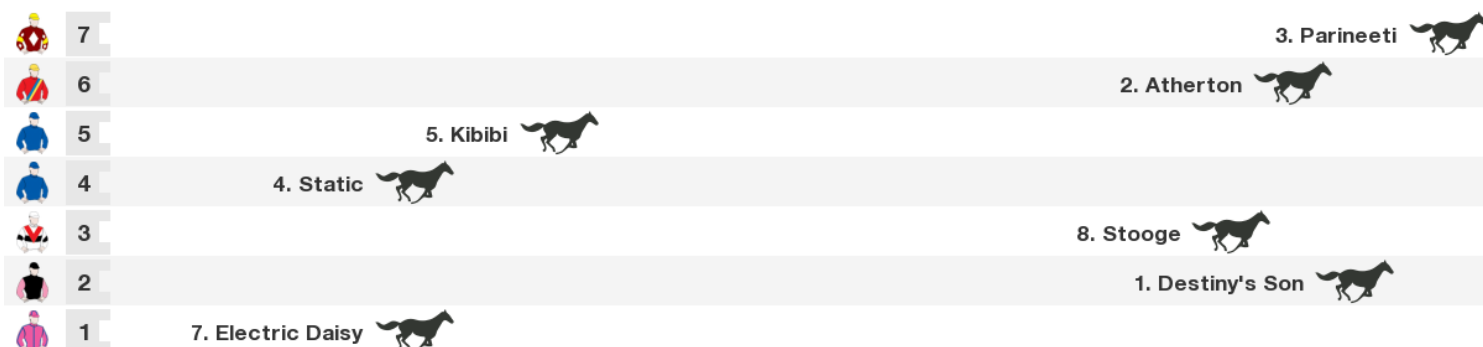 7 3. Parineeti
6 2. Atherton
5 5. Kibibi
4 4. Static
3 8. Stooge
2 1. Destiny's Son
1 7. Electric Daisy